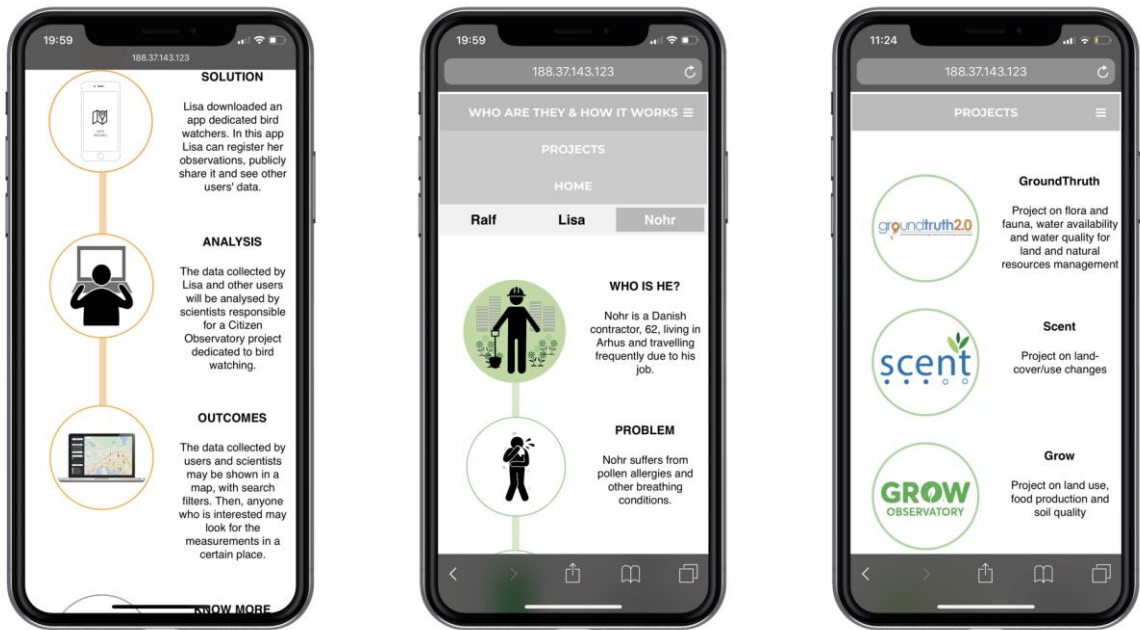 19:59
188.37.143.123
SOLUTION
Lisa downloaded an
app dedicated bird
watchers. In this app
Lisa can register her
observations, publicly
share it and see other
users' data.
ANALYSIS
The data collected by
Lisa and other users
will be analysed by
scientists responsible
for a Citizen
Observatory project
dedicated to bird
watching.
OUTCOMES
The data collected by
users and scientists
may be shown in a
map, with search
filters. Then, anyone
who is interested may
look for the
measurements in a
certain place.
KNOW MORE
19:59
188.37.143.123
WHO ARE THEY & HOW IT WORKS
PROJECTS
HOME
Ralf Lisa Nohr
WHO IS HE?
Nohr is a Danish
contractor, 62, living in
Arhus and travelling
frequently due to his
job.
PROBLEM
Nohr suffers from
pollen allergies and
other breathing
conditions.
11:24
188.37.143.123
PROJECTS
groundtruth2.0
GroundThruth
Project on flora and
fauna, water availability
and water quality for
land and natural
resources management
scent
Scent
Project on land-
cover/use changes
GROW
OBSERVATORY
Grow
Project on land use,
food production and
soil quality